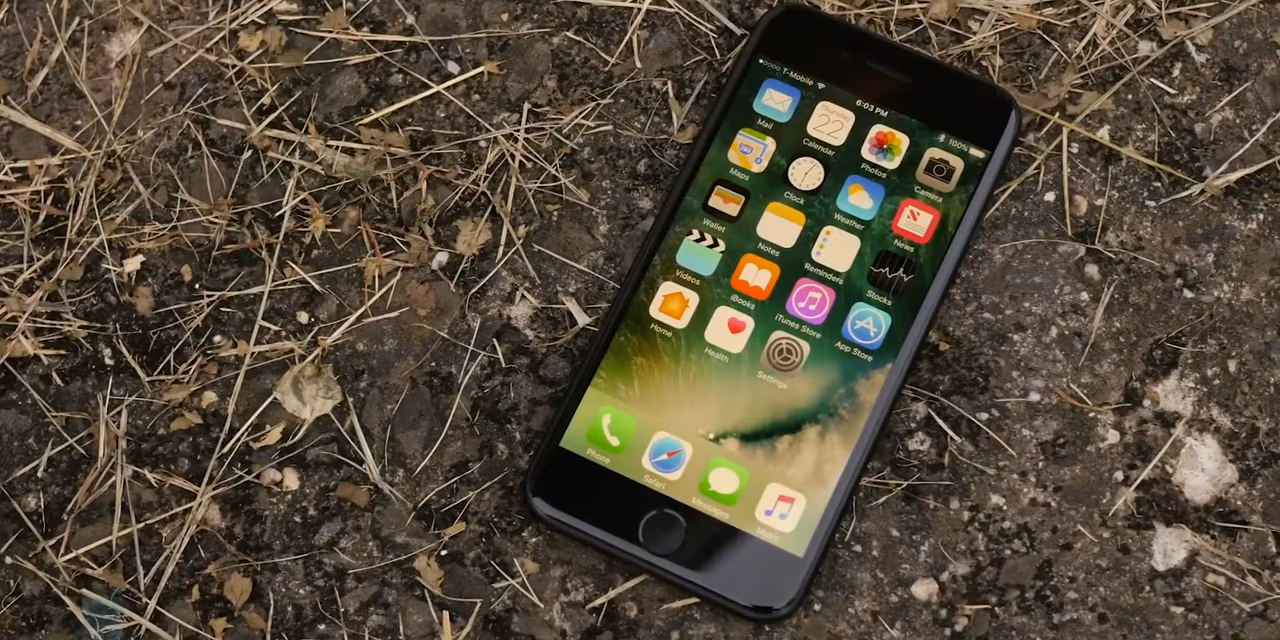 T-Mobile
6:03 PM
100%
Thursday
22
Mail
Calendar
Photos
Camera
Maps
Clock
Weather
News
Wallet
Notes
Reminders
Stocks
Videos
iBooks
iTunes Store
App Store
Home
Health
Settings
Phone
Safari
Messages
Music